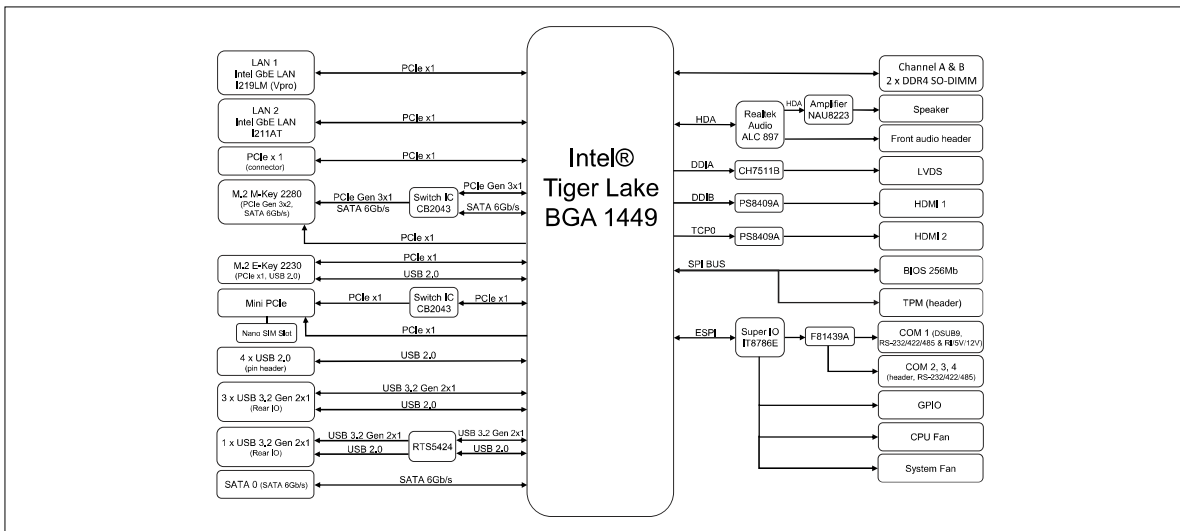 LAN 1
Intel GbE LAN
I219LM (Vpro)
PCIe x1
LAN 2
Intel GbE LAN
I211AT
PCIe x1
PCIe x 1
(connector)
PCIe x1
M.2 M-Key 2280
(PCIe Gen 3x2,
SATA 6Gb/s)
PCIe Gen 3x1
SATA 6Gb/s
Switch IC
CB2043
PCIe Gen 3x1
SATA 6Gb/s
PCIe x1
M.2 E-Key 2230
(PCIe x1, USB 2.0)
PCIe x1
USB 2.0
Mini PCIe
PCIe x1
Switch IC
CB2043
PCIe x1
Nano SIM Slot
PCIe x1
4 x USB 2.0
(pin header)
USB 2.0
3 x USB 3.2 Gen 2x1
(Rear IO)
USB 3.2 Gen 2x1
USB 2.0
1 x USB 3.2 Gen 2x1
(Rear IO)
USB 3.2 Gen 2x1
USB 2.0
RTS5424
USB 3.2 Gen 2x1
USB 2.0
SATA 0 (SATA 6Gb/s)
SATA 6Gb/s
Intel®
Tiger Lake
BGA 1449
Channel A & B
2 x DDR4 SO-DIMM
HDA
Realtek
Audio
ALC 897
HDA
Amplifier
NAU8223
Speaker
Front audio header
DDIA
CH7511B
LVDS
DDIB
PS8409A
HDMI 1
TCP0
PS8409A
HDMI 2
SPI BUS
BIOS 256Mb
TPM (header)
ESPI
Super IO
IT8786E
F81439A
COM 1 (DSUB9,
RS-232/422/485 & RI/5V/12V)
COM 2, 3, 4
(header, RS-232/422/485)
GPIO
CPU Fan
System Fan